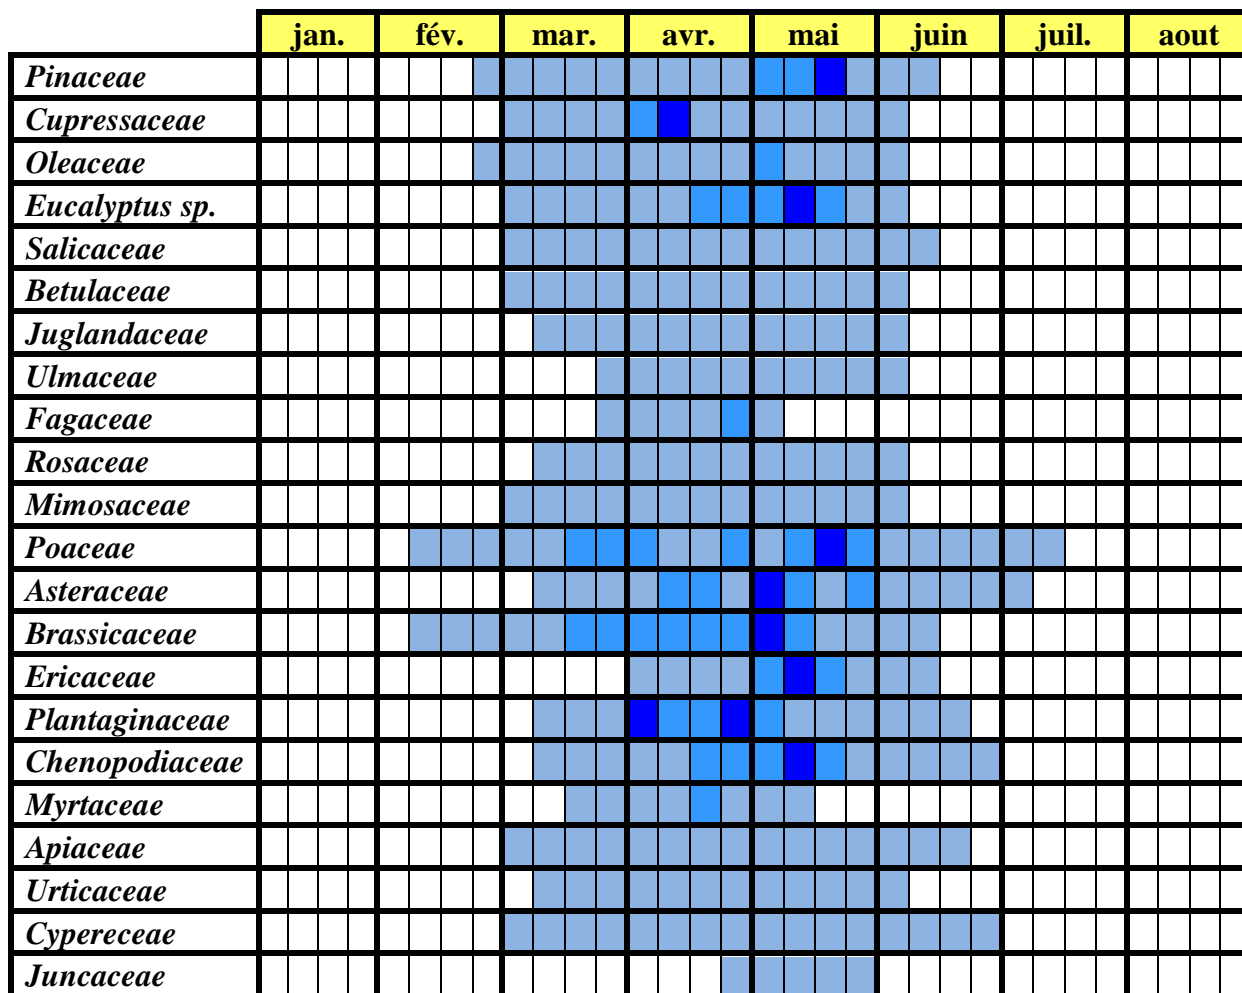 jan. fév. mar. avr. mai juin juil. aout
Pinaceae
Cupressaceae
Oleaceae
Eucalyptus sp.
Salicaceae
Betulaceae
Juglandaceae
Ulmaceae
Fagaceae
Rosaceae
Mimosaceae
Poaceae
Asteraceae
Brassicaceae
Ericaceae
Plantaginaceae
Chenopodiaceae
Myrtaceae
Apiaceae
Urticaceae
Cypereceae
Juncaceae